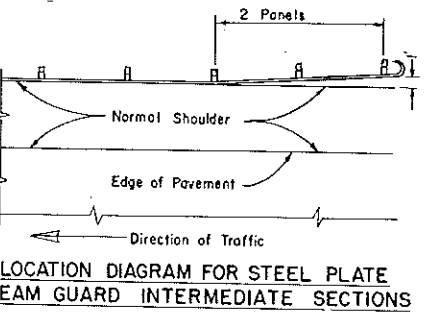 2 Panels
Normal Shoulder
Edge of Pavement
Direction of Traffic
LOCATION DIAGRAM FOR STEEL PLATE
EAM GUARD INTERMEDIATE SECTIONS